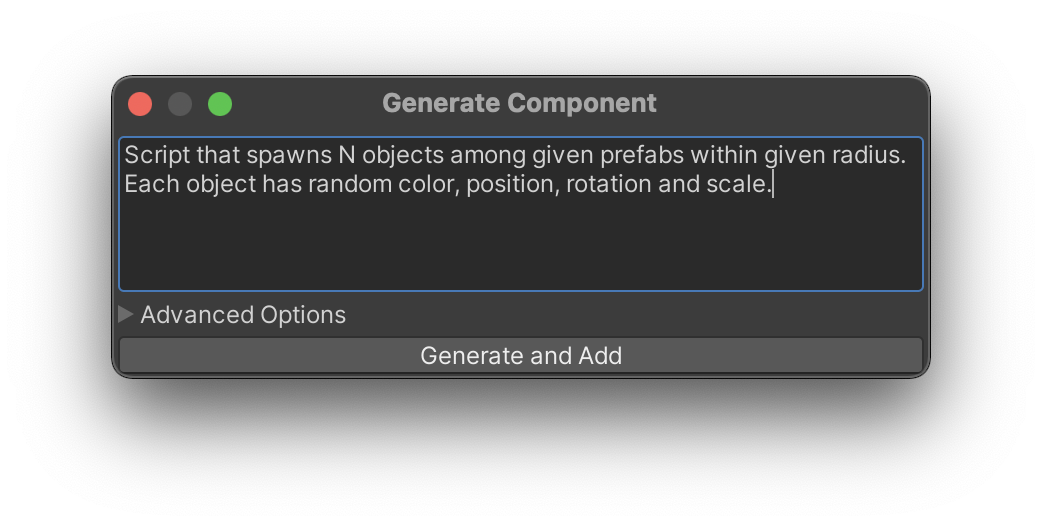 Generate Component
Script that spawns N objects among given prefabs within given radius.
Each object has random color, position, rotation and scale.
Advanced Options
Generate and Add